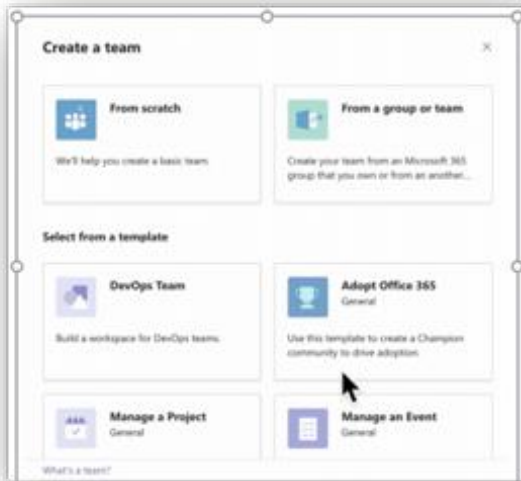 Create a team
From scratch
We'll help you create a basic team.
From a group or team
Create your team from an Microsoft 365
group that you own or from an another...
Select from a template
DevOps Team
Build a workspace for DevOps teams.
Adopt Office 365
General
Use this template to create a Champion
community to drive adoption.
Manage a Project
General
Manage an Event
General
What's a team?